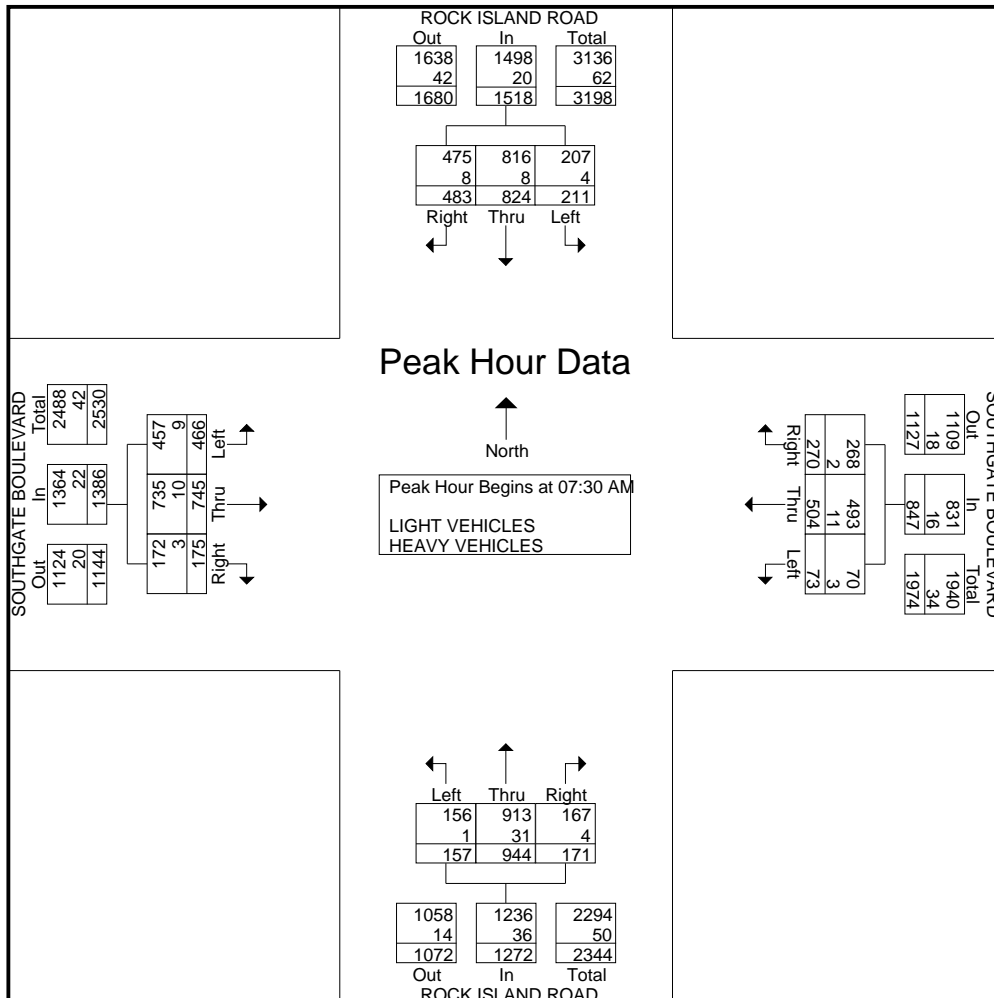 ROCK ISLAND ROAD
Out In Total
1638 1498 3136
42 20 62
1680 1518 3198
475 816 207
8 8 4
483 824 211
Right Thru Left
Peak Hour Data
North
Peak Hour Begins at 07:30 AM
LIGHT VEHICLES
HEAVY VEHICLES
SOUTHGATE BOULEVARD
Out In Total
1124 1364 2488
20 22 42
1144 1386 2530
172 735 457
3 10 9
175 745 466
Right Thru Left
SOUTHGATE BOULEVARD
Out In Total
1109 831 1940
18 16 34
1127 847 1974
268 493 70
2 11 3
270 504 73
Right Thru Left
Left Thru Right
156 913 167
1 31 4
157 944 171
1058 1236 2294
14 36 50
1072 1272 2344
Out In Total
ROCK ISLAND ROAD